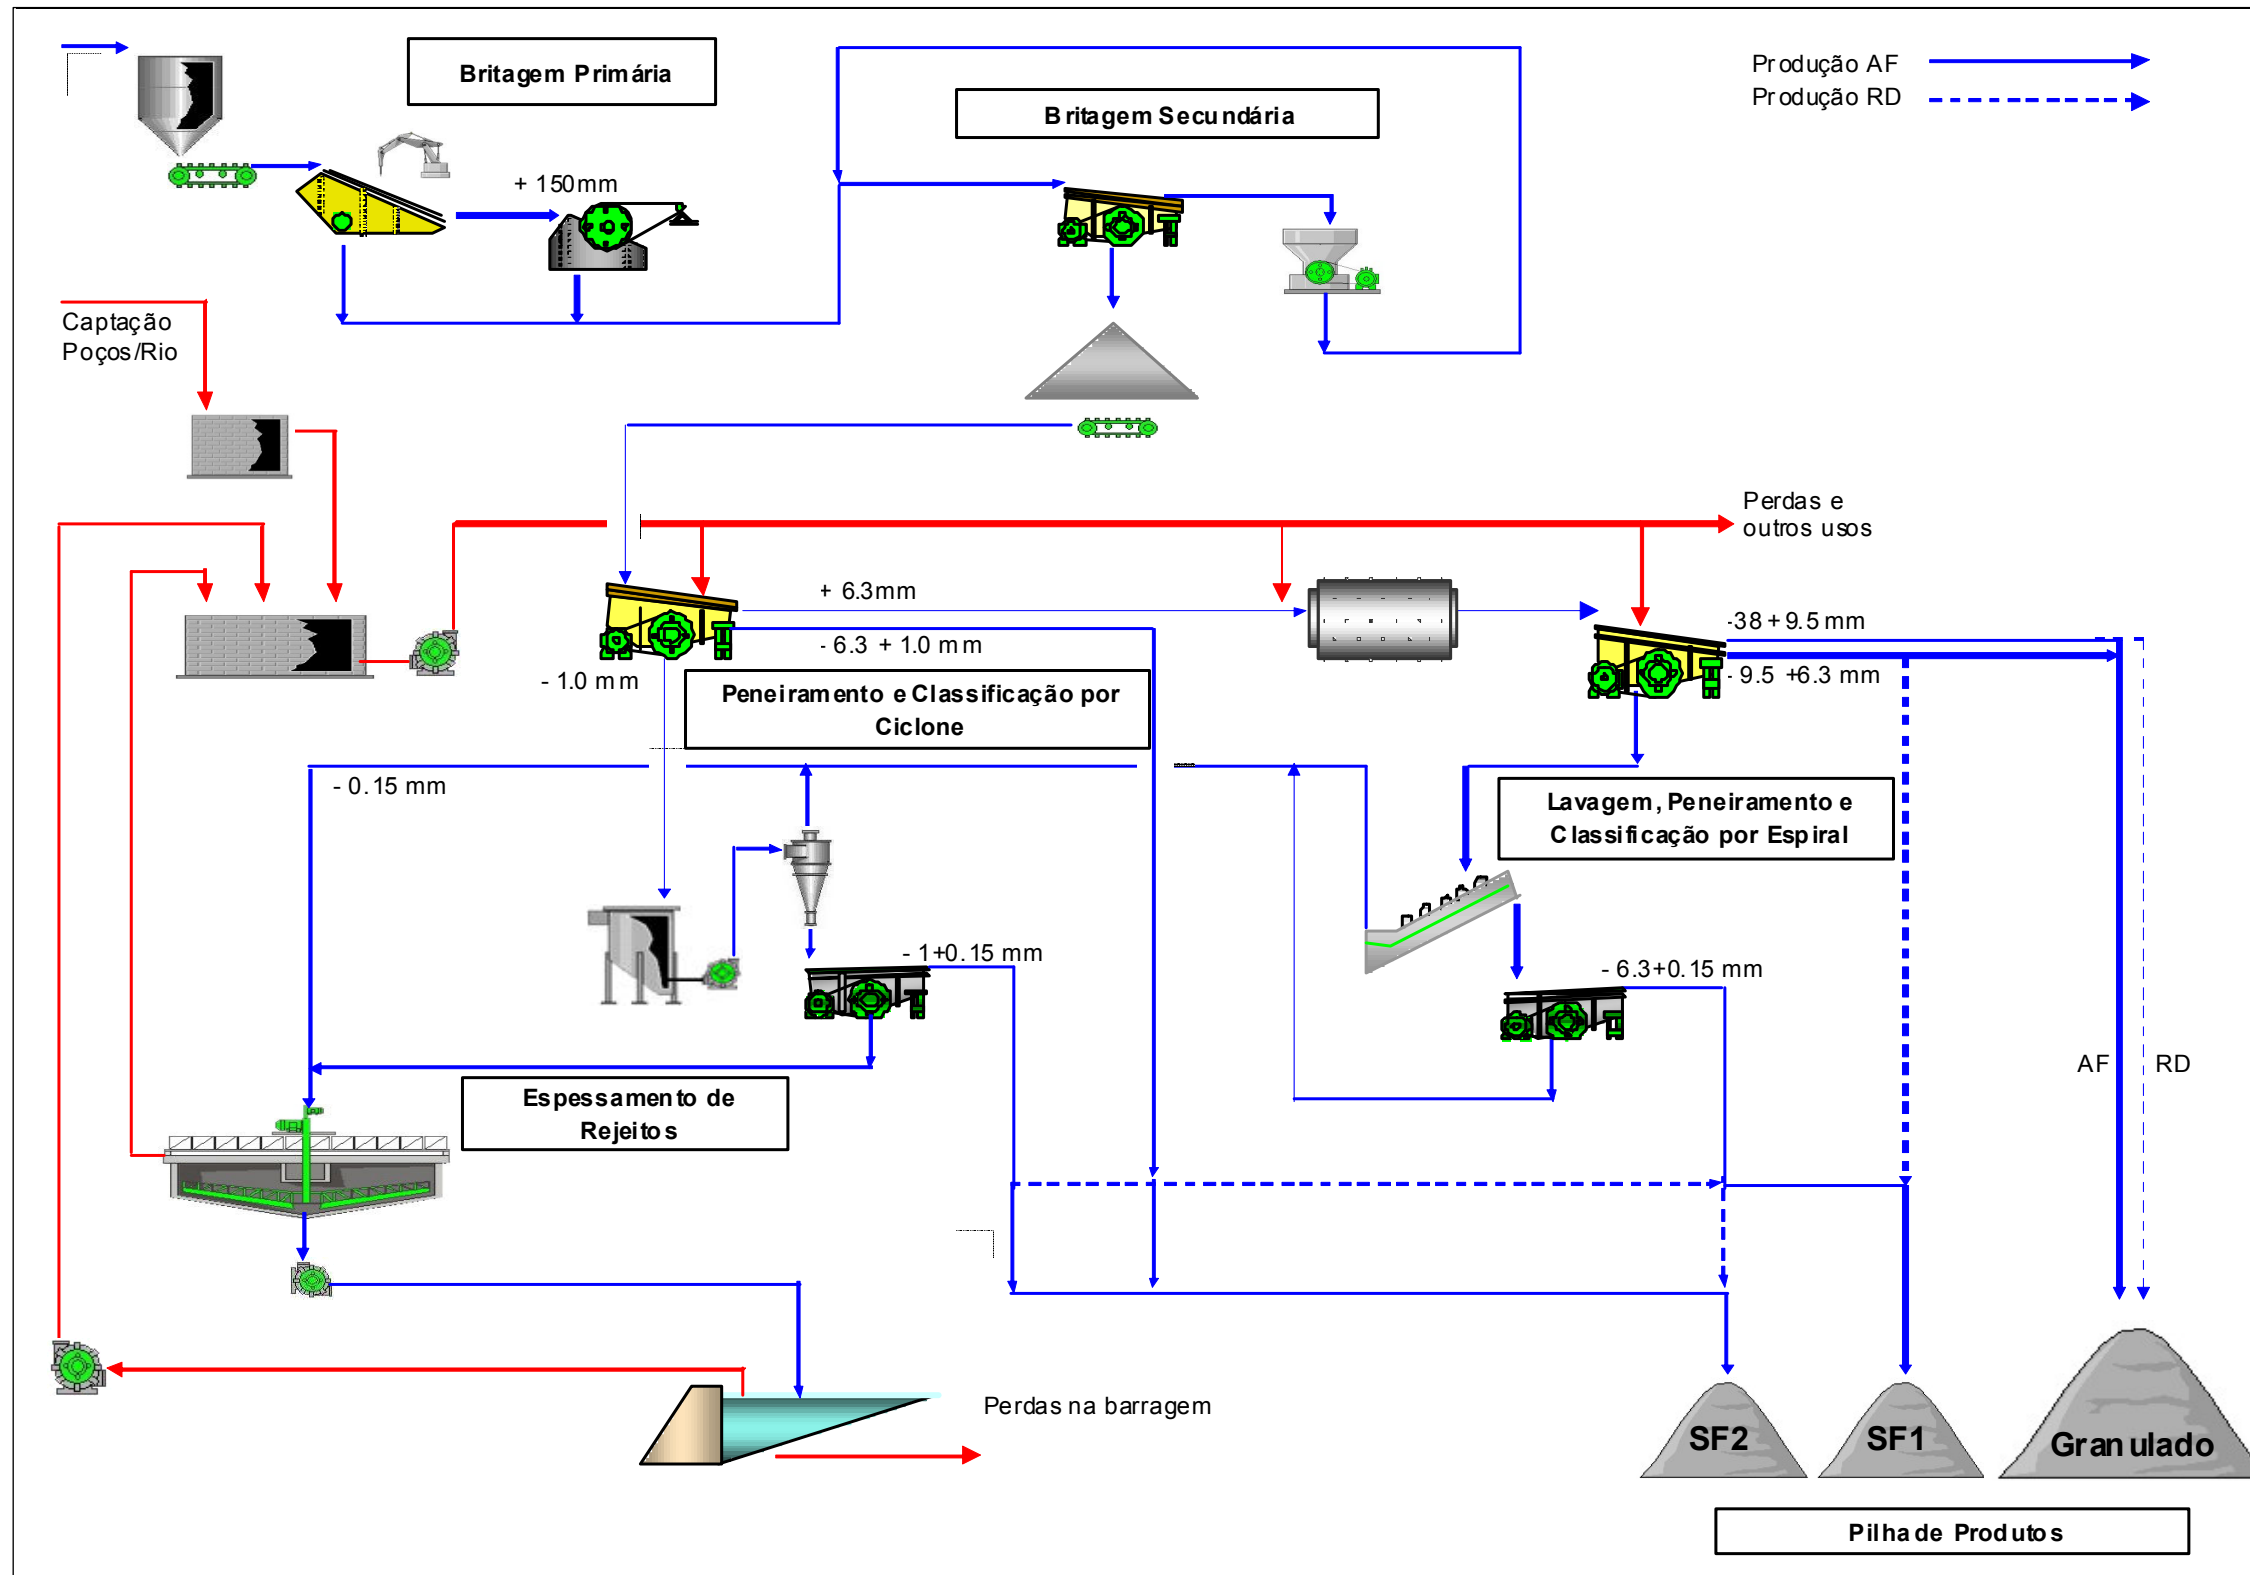 Britagem Primária
Britagem Secundária
Produção AF
Produção RD
+ 150mm
Captação
Poços/Rio
Perdas e
outros usos
+ 6.3mm
- 6.3 + 1.0 mm
- 1.0 mm
-38 + 9.5 mm
- 9.5 +6.3 mm
Peneiramento e Classificação por
Ciclone
- 0.15 mm
Lavagem, Peneiramento e
Classificação por Espiral
- 1+0.15 mm
- 6.3+0.15 mm
AF
RD
Espessamento de
Rejeitos
Perdas na barragem
SF2
SF1
Granulado
Pilha de Produtos